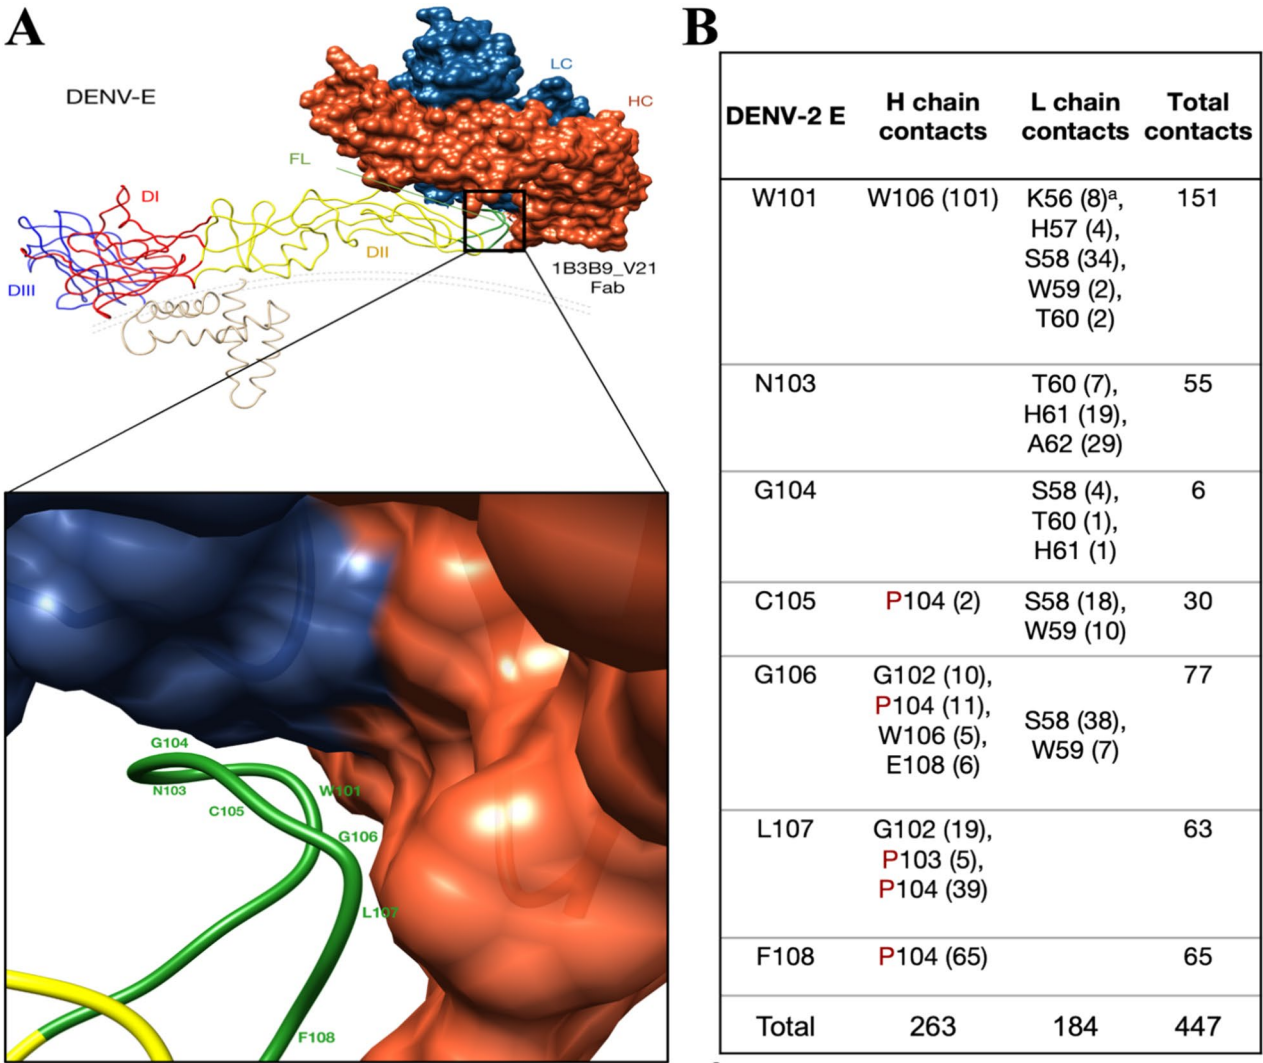 A
DENV-E
LC
HC
FL
DI
DII
DIII
1B3B9_V21
Fab
G104
N103
W101
C105
G106
L107
F108
B
DENV-2 E
H chain
contacts
L chain
contacts
Total
contacts
W101
W106 (101)
K56 (8)ᵃ,
H57 (4),
S58 (34),
W59 (2),
T60 (2)
151
N103
T60 (7),
H61 (19),
A62 (29)
55
G104
S58 (4),
T60 (1),
H61 (1)
6
C105
P104 (2)
S58 (18),
W59 (10)
30
G106
G102 (10),
P104 (11),
W106 (5),
E108 (6)
S58 (38),
W59 (7)
77
L107
G102 (19),
P103 (5),
P104 (39)
63
F108
P104 (65)
65
Total
263
184
447